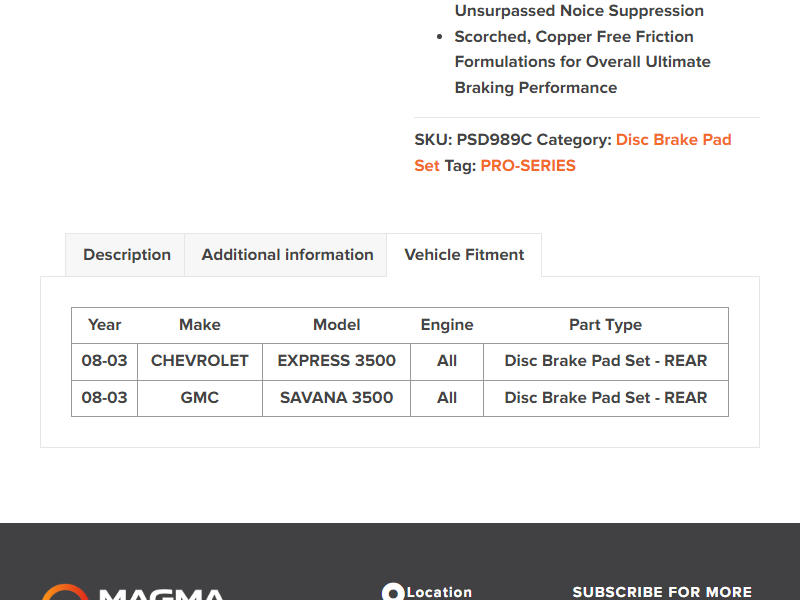 Unsurpassed Noice Suppression
Scorched, Copper Free Friction
Formulations for Overall Ultimate
Braking Performance
SKU: PSD989C Category: Disc Brake Pad
Set Tag: PRO-SERIES
Description Additional information Vehicle Fitment
Year Make Model Engine Part Type
08-03 CHEVROLET EXPRESS 3500 All Disc Brake Pad Set - REAR
08-03 GMC SAVANA 3500 All Disc Brake Pad Set - REAR
MAGMA Location SUBSCRIBE FOR MORE